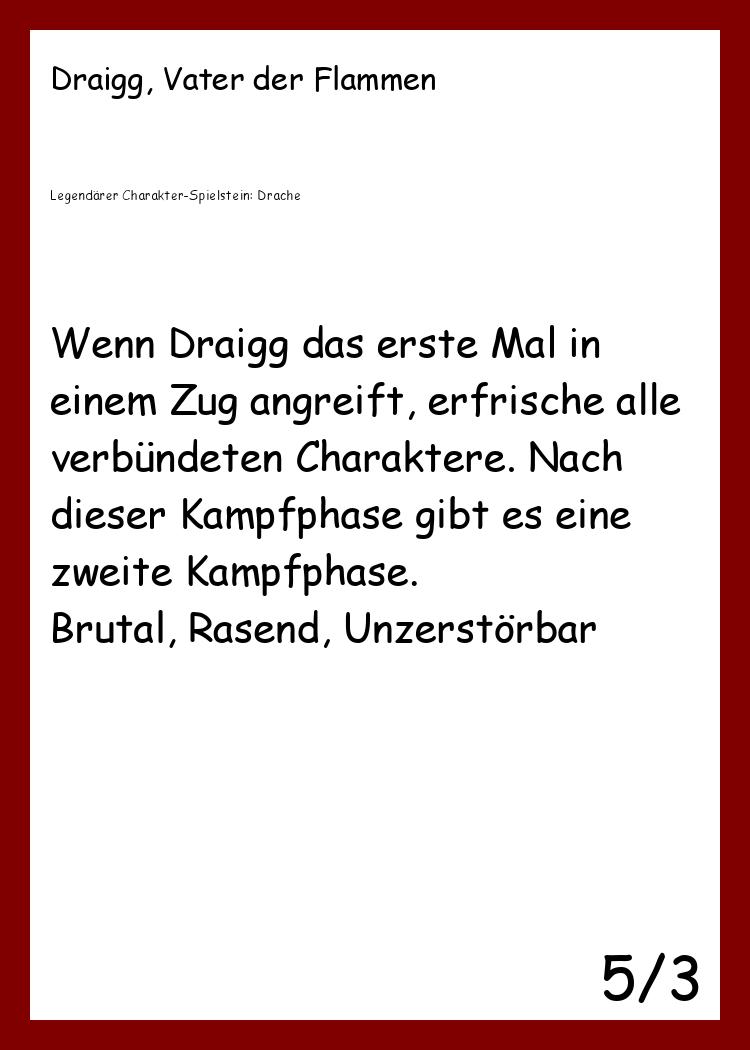 Draigg, Vater der Flammen
Legendärer Charakter-Spielstein: Drache
Wenn Draigg das erste Mal in
einem Zug angreift, erfrische alle
verbündeten Charaktere. Nach
dieser Kampfphase gibt es eine
zweite Kampfphase.
Brutal, Rasend, Unzerstörbar
5/3